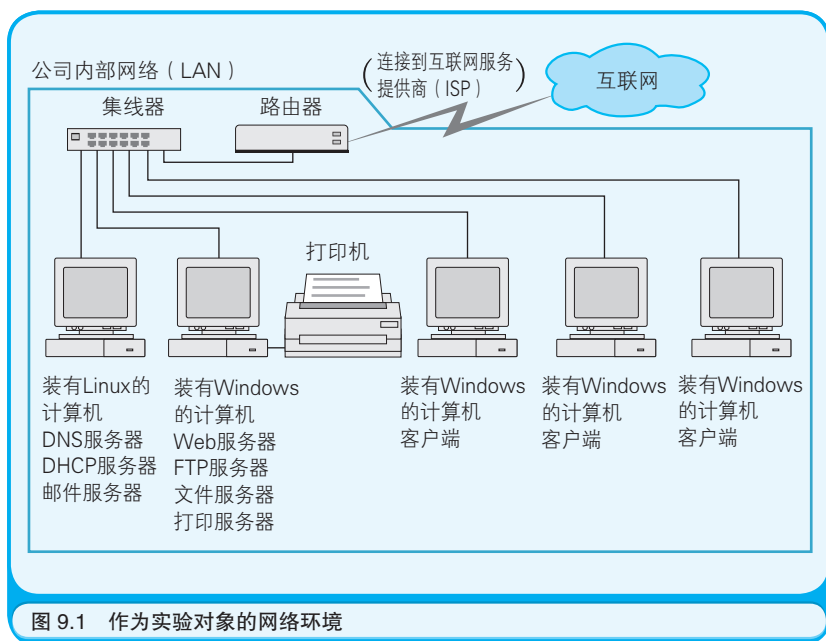 公司内部网络（LAN）
（连接到互联网服务
提供商（ISP））
互联网
集线器
路由器
打印机
装有Linux的
计算机
DNS服务器
DHCP服务器
邮件服务器
装有Windows
的计算机
Web服务器
FTP服务器
文件服务器
打印服务器
装有Windows
的计算机
客户端
装有Windows
的计算机
客户端
装有Windows
的计算机
客户端
图 9.1 作为实验对象的网络环境